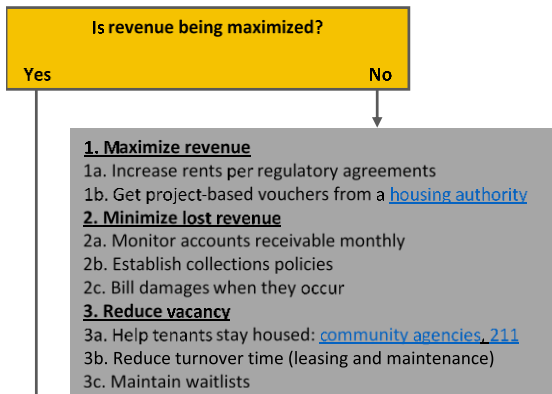 Is revenue being maximized?
Yes No
1. Maximize revenue
1a. Increase rents per regulatory agreements
1b. Get project-based vouchers from a housing authority
2. Minimize lost revenue
2a. Monitor accounts receivable monthly
2b. Establish collections policies
2c. Bill damages when they occur
3. Reduce vacancy
3a. Help tenants stay housed: community agencies, 211
3b. Reduce turnover time (leasing and maintenance)
3c. Maintain waitlists